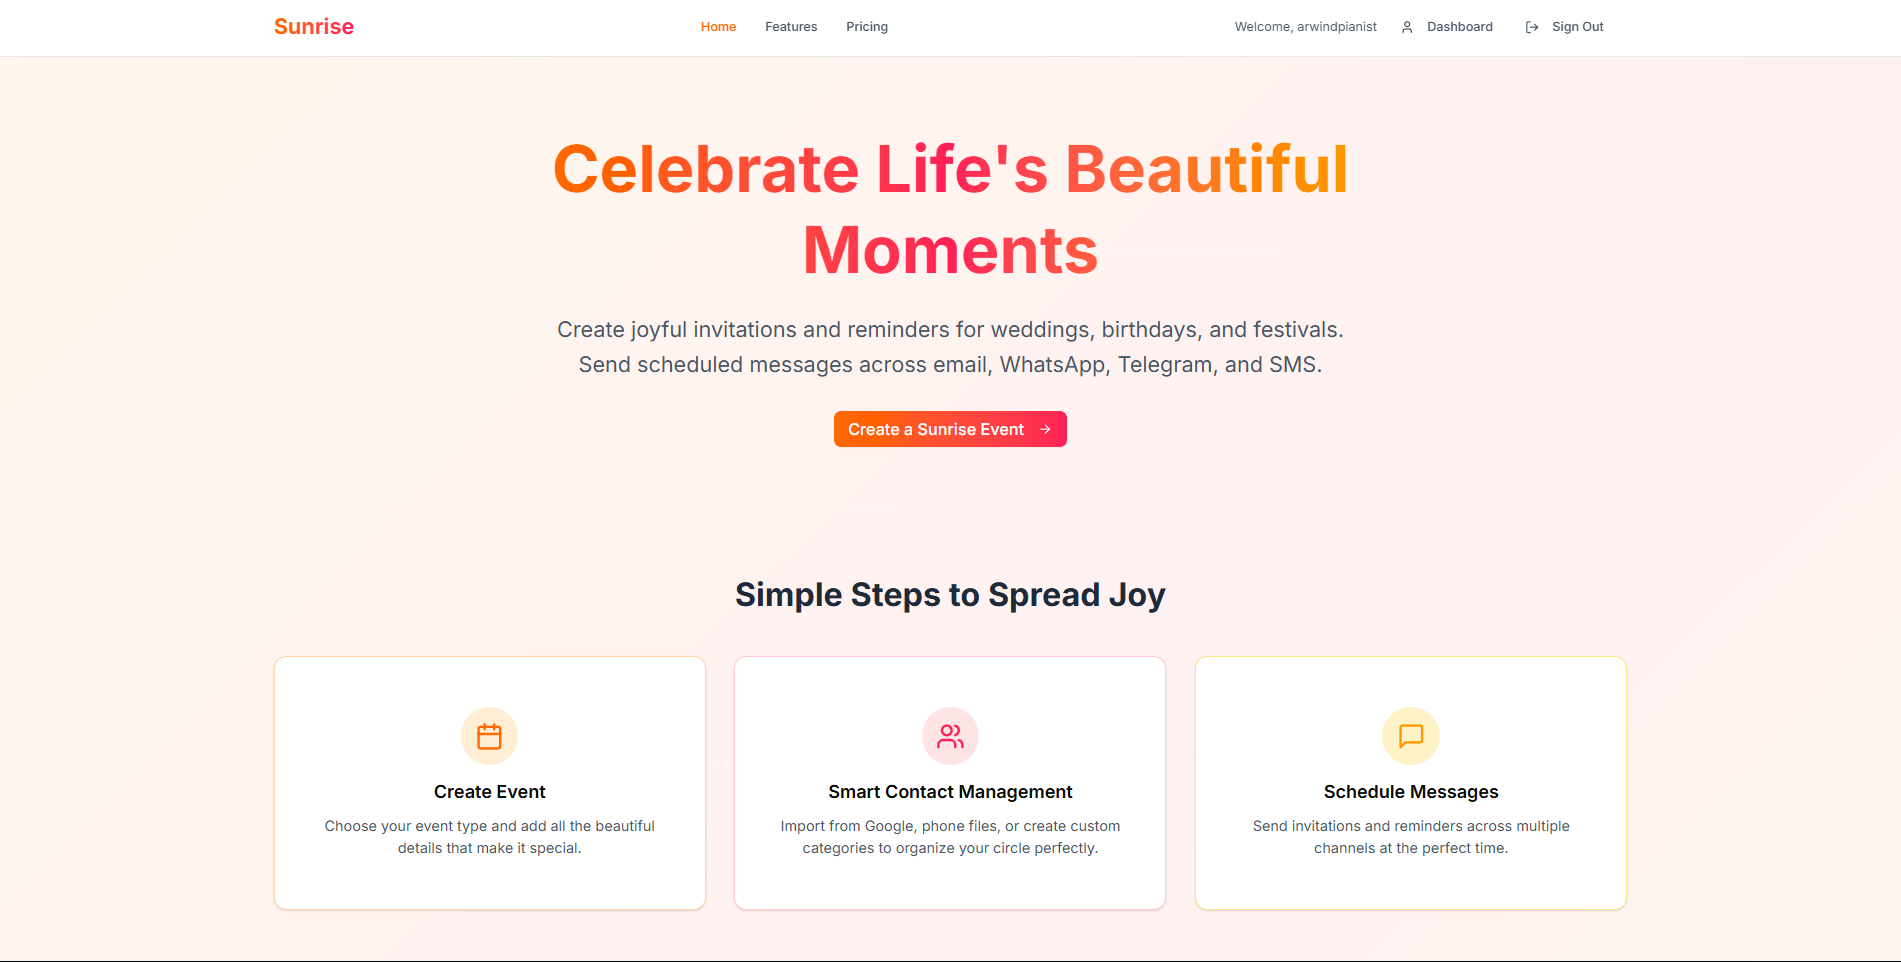 Sunrise
Home Features Pricing
Welcome, arwindpianist Dashboard Sign Out
Celebrate Life's Beautiful
Moments
Create joyful invitations and reminders for weddings, birthdays, and festivals.
Send scheduled messages across email, WhatsApp, Telegram, and SMS.
Create a Sunrise Event
Simple Steps to Spread Joy
Create Event
Choose your event type and add all the beautiful
details that make it special.
Smart Contact Management
Import from Google, phone files, or create custom
categories to organize your circle perfectly.
Schedule Messages
Send invitations and reminders across multiple
channels at the perfect time.